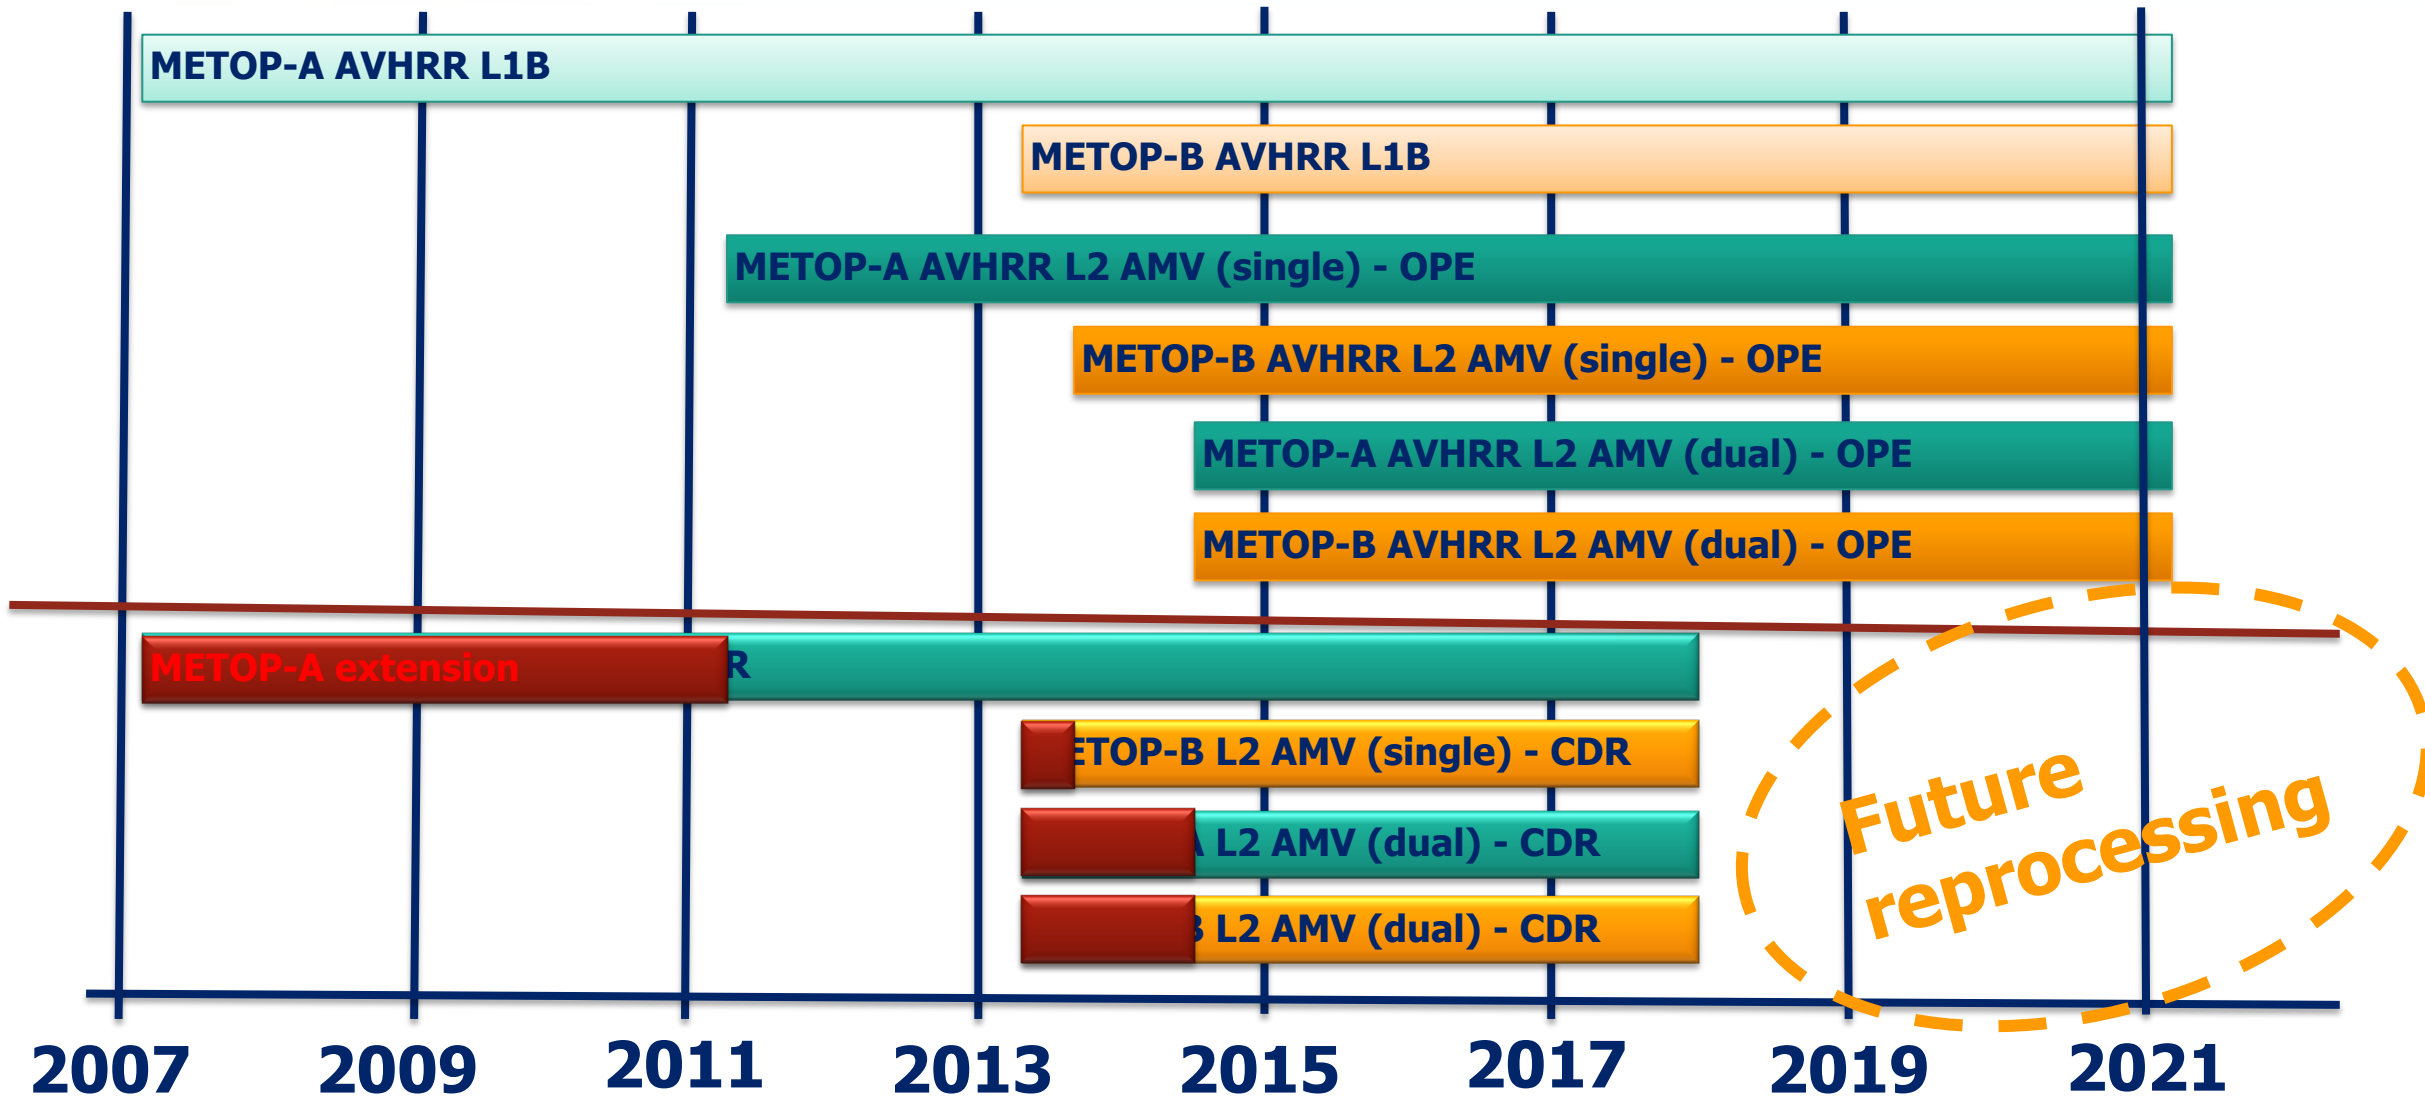 METOP-A AVHRR L1B
METOP-B AVHRR L1B
METOP-A AVHRR L2 AMV (single) - OPE
METOP-B AVHRR L2 AMV (single) - OPE
METOP-A AVHRR L2 AMV (dual) - OPE
METOP-B AVHRR L2 AMV (dual) - OPE
METOP-A extension R
ETOP-B L2 AMV (single) - CDR
L2 AMV (dual) - CDR
L2 AMV (dual) - CDR
Future
reprocessing
2007 2009 2011 2013 2015 2017 2019 2021